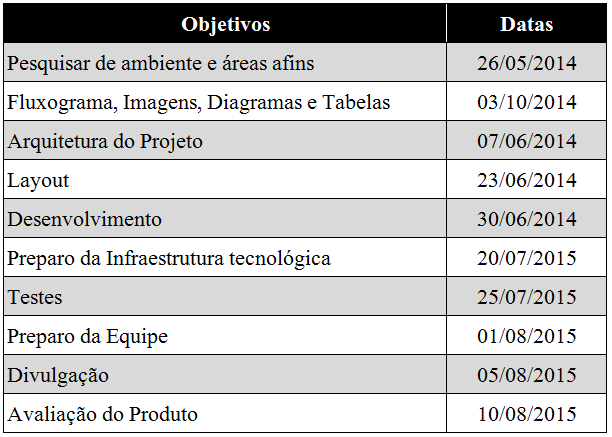 Objetivos Datas
Pesquisar de ambiente e áreas afins 26/05/2014
Fluxograma, Imagens, Diagramas e Tabelas 03/10/2014
Arquitetura do Projeto 07/06/2014
Layout 23/06/2014
Desenvolvimento 30/06/2014
Preparo da Infraestrutura tecnológica 20/07/2015
Testes 25/07/2015
Preparo da Equipe 01/08/2015
Divulgação 05/08/2015
Avaliação do Produto 10/08/2015